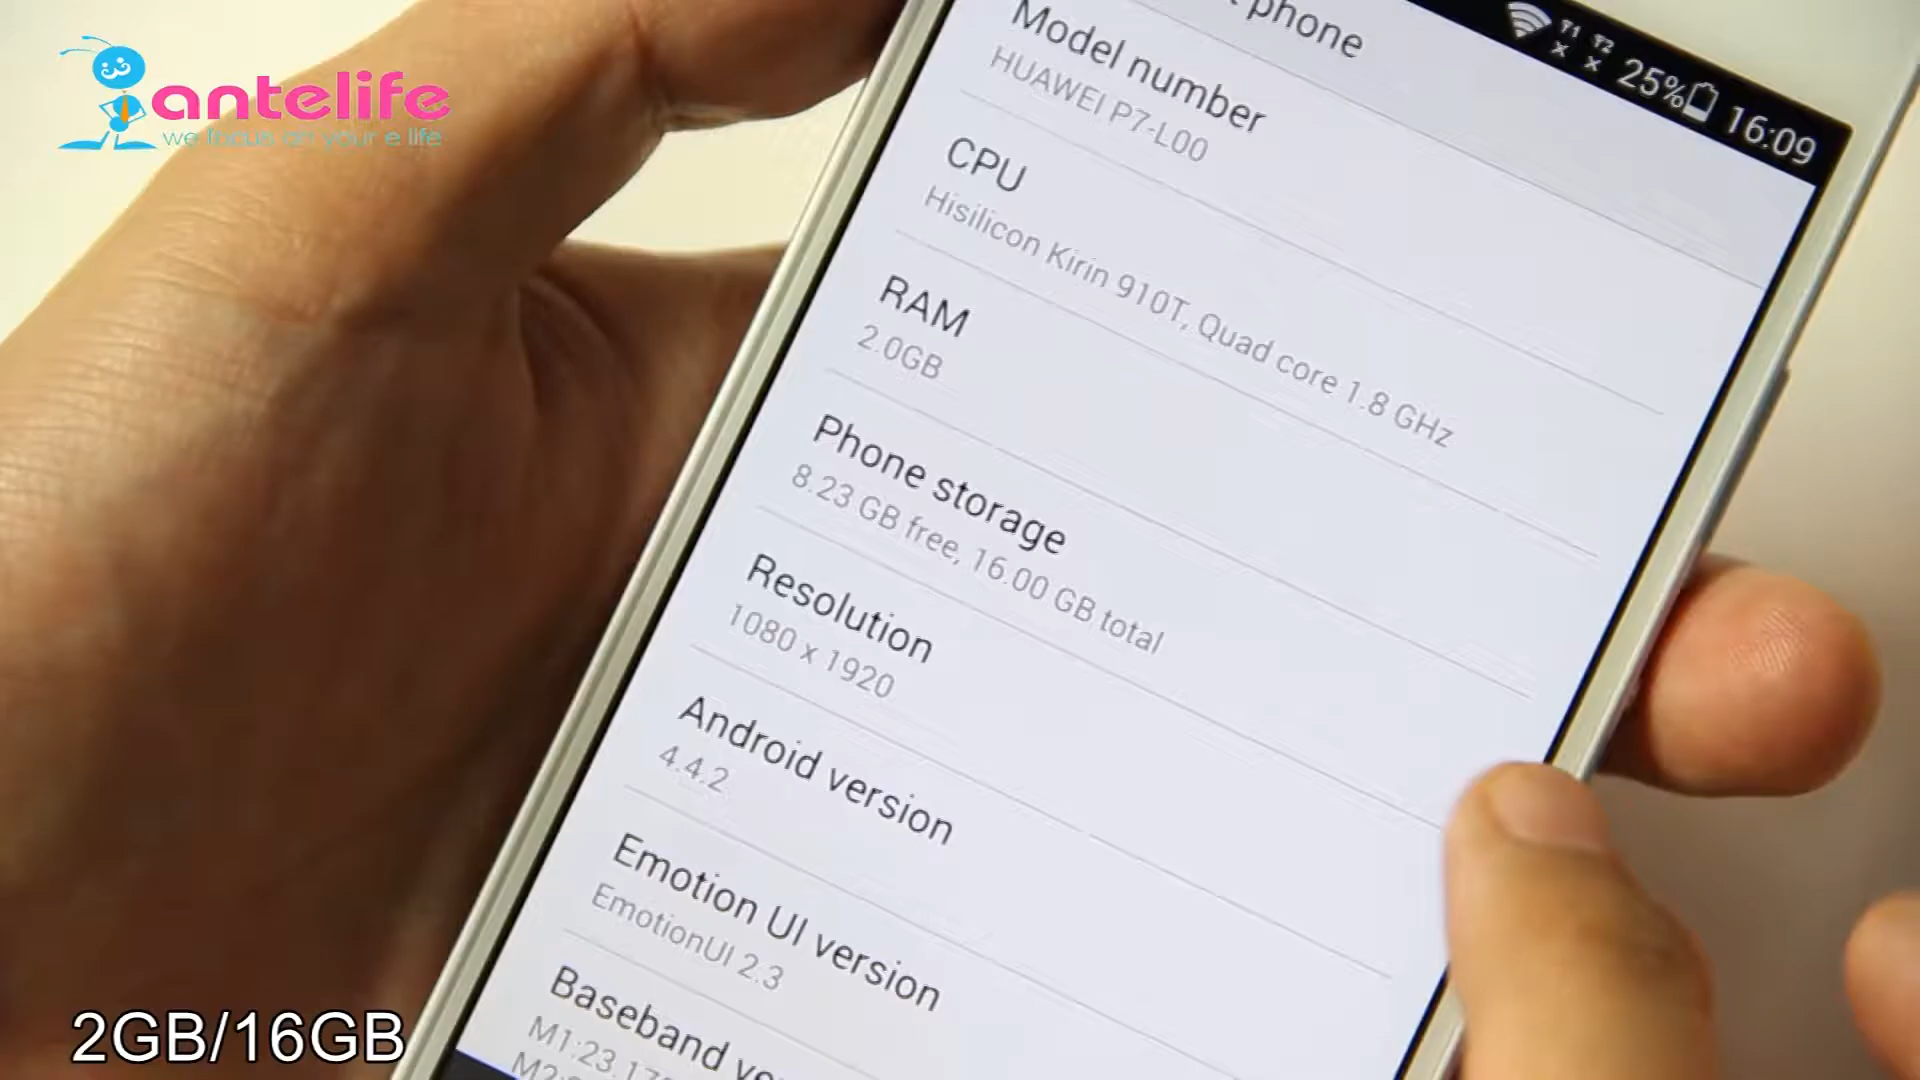 antelife
we focus on your e life
phone
25% 16:09
Model number
HUAWEI P7-L00
CPU
Hisilicon Kirin 910T, Quad core 1.8 GHz
RAM
2.0GB
Phone storage
8.23 GB free, 16.00 GB total
Resolution
1080 x 1920
Android version
4.4.2
Emotion UI version
EmotionUI 2.3
Baseband
2GB/16GB